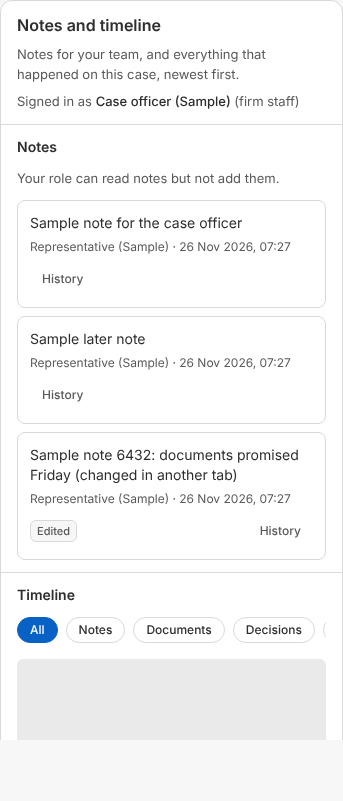 Notes and timeline
Notes for your team, and everything that
happened on this case, newest first.
Signed in as Case officer (Sample) (firm staff)
Notes
Your role can read notes but not add them.
Sample note for the case officer
Representative (Sample) · 26 Nov 2026, 07:27
History
Sample later note
Representative (Sample) · 26 Nov 2026, 07:27
History
Sample note 6432: documents promised
Friday (changed in another tab)
Representative (Sample) · 26 Nov 2026, 07:27
Edited History
Timeline
All Notes Documents Decisions